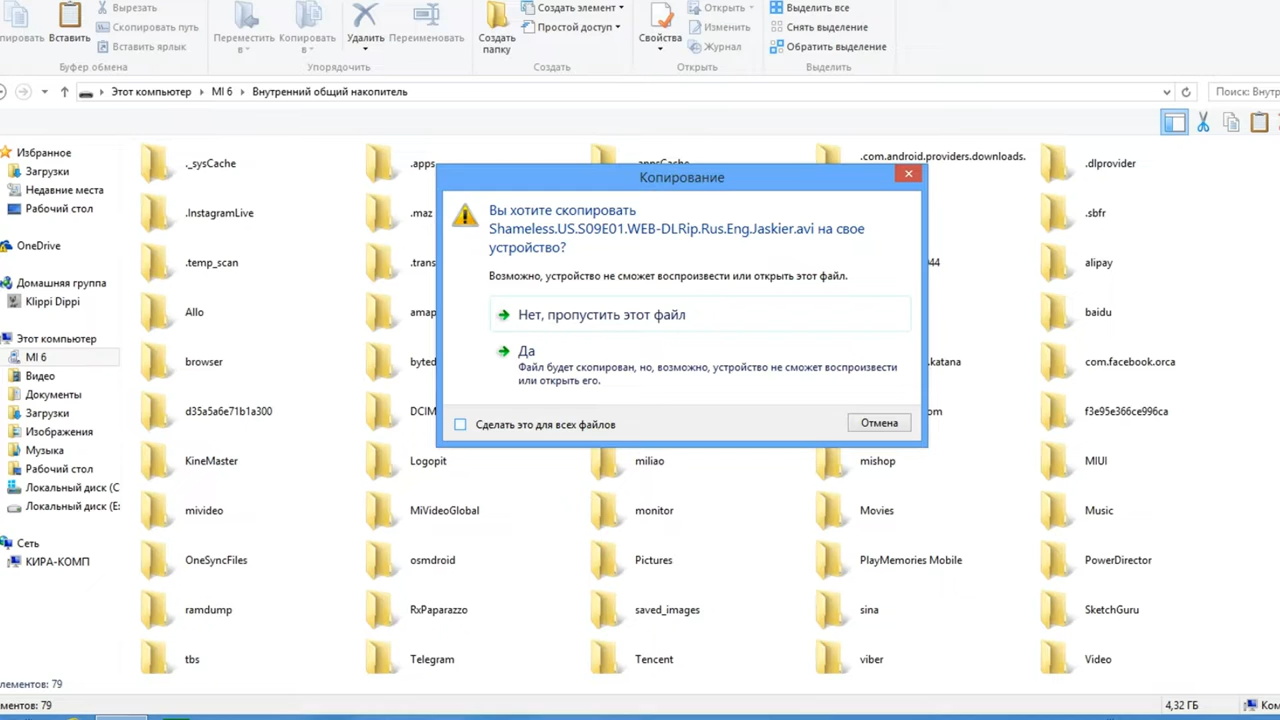 Вырезать
Скопировать путь
Вставить ярлык
Вставить
Буфер обмена
Переместить в
Копировать в
Удалить
Переименовать
Упорядочить
Создать папку
Создать элемент
Простой доступ
Создать
Свойства
Открыть
Изменить
Журнал
Открыть
Выделить все
Снять выделение
Обратить выделение
Выделить
Этот компьютер
MI 6
Внутренний общий накопитель
Поиск:
Избранное
Загрузки
Недавние места
Рабочий стол
OneDrive
Домашняя группа
Klippi Dippi
Этот компьютер
MI 6
Видео
Документы
Загрузки
Изображения
Музыка
Рабочий стол
Локальный диск (C
Локальный диск (E:
Сеть
КИРА-КОМП
._sysCache
.apps
.appsCache
.com.android.providers.downloads.
.dlprovider
.InstagramLive
.maz
.sbfr
.temp_scan
.trans
44
alipay
Allo
amap
baidu
browser
byted
.katana
com.facebook.orca
d35a5a6e71b1a300
DCIM
om
f3e95e366ce996ca
KineMaster
Logopit
miliao
mishop
MIUI
mivideo
MiVideoGlobal
monitor
Movies
Music
OneSyncFiles
osmdroid
Pictures
PlayMemories Mobile
PowerDirector
ramdump
RxPaparazzo
saved_images
sina
SketchGuru
tbs
Telegram
Tencent
viber
Video
Копирование
Вы хотите скопировать
Shameless.US.S09E01.WEB-DLRip.Rus.Eng.Jaskier.avi на свое
устройство?
Возможно, устройство не сможет воспроизвести или открыть этот файл.
Нет, пропустить этот файл
Да
Файл будет скопирован, но, возможно, устройство не сможет воспроизвести
или открыть его.
Сделать это для всех файлов
Отмена
лементов: 79
ментов: 79
4,32 ГБ
Ком